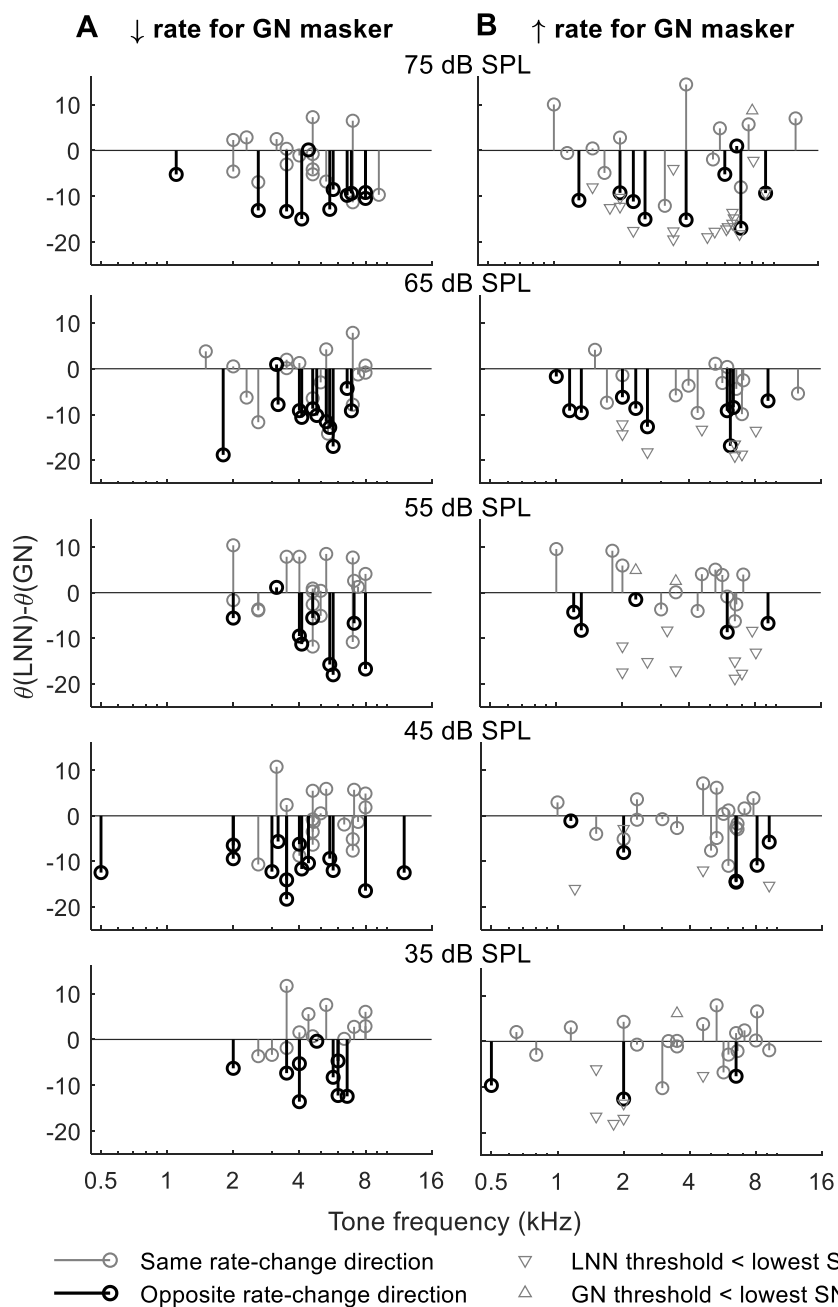 A ↓ rate for GN masker B ↑ rate for GN masker
75 dB SPL
10
0
-10
-20
65 dB SPL
10
0
-10
-20
55 dB SPL
10
0
-10
-20
45 dB SPL
10
0
-10
-20
35 dB SPL
10
0
-10
-20
θ(LNN)-θ(GN)
0.5 1 2 4 8 16 0.5 1 2 4 8 16
Tone frequency (kHz)
Same rate-change direction LNN threshold < lowest S
Opposite rate-change direction GN threshold < lowest SN